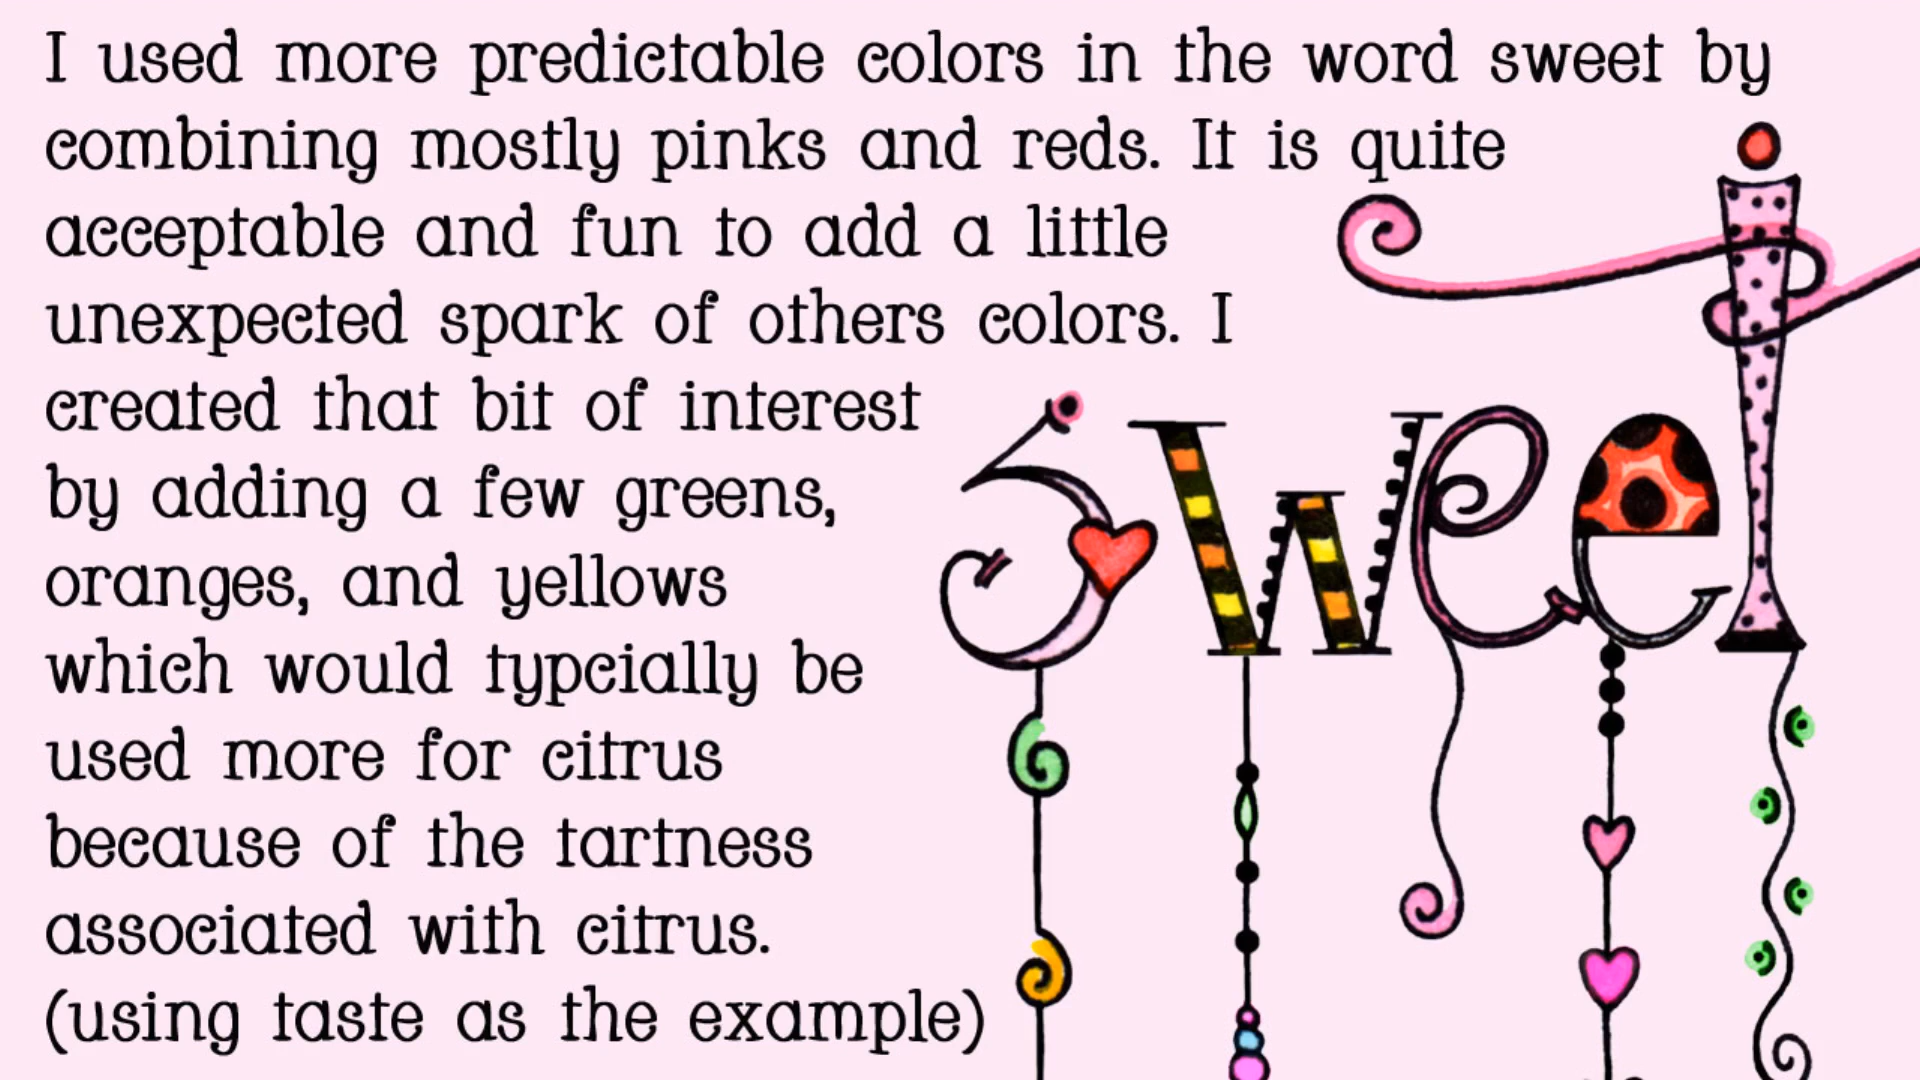 I used more predictable colors in the word sweet by
combining mostly pinks and reds. It is quite
acceptable and fun to add a little
unexpected spark of others colors. I
created that bit of interest
by adding a few greens,
oranges, and yellows
which would typcially be
used more for citrus
because of the tartness
associated with citrus.
(using taste as the example)
Sweet